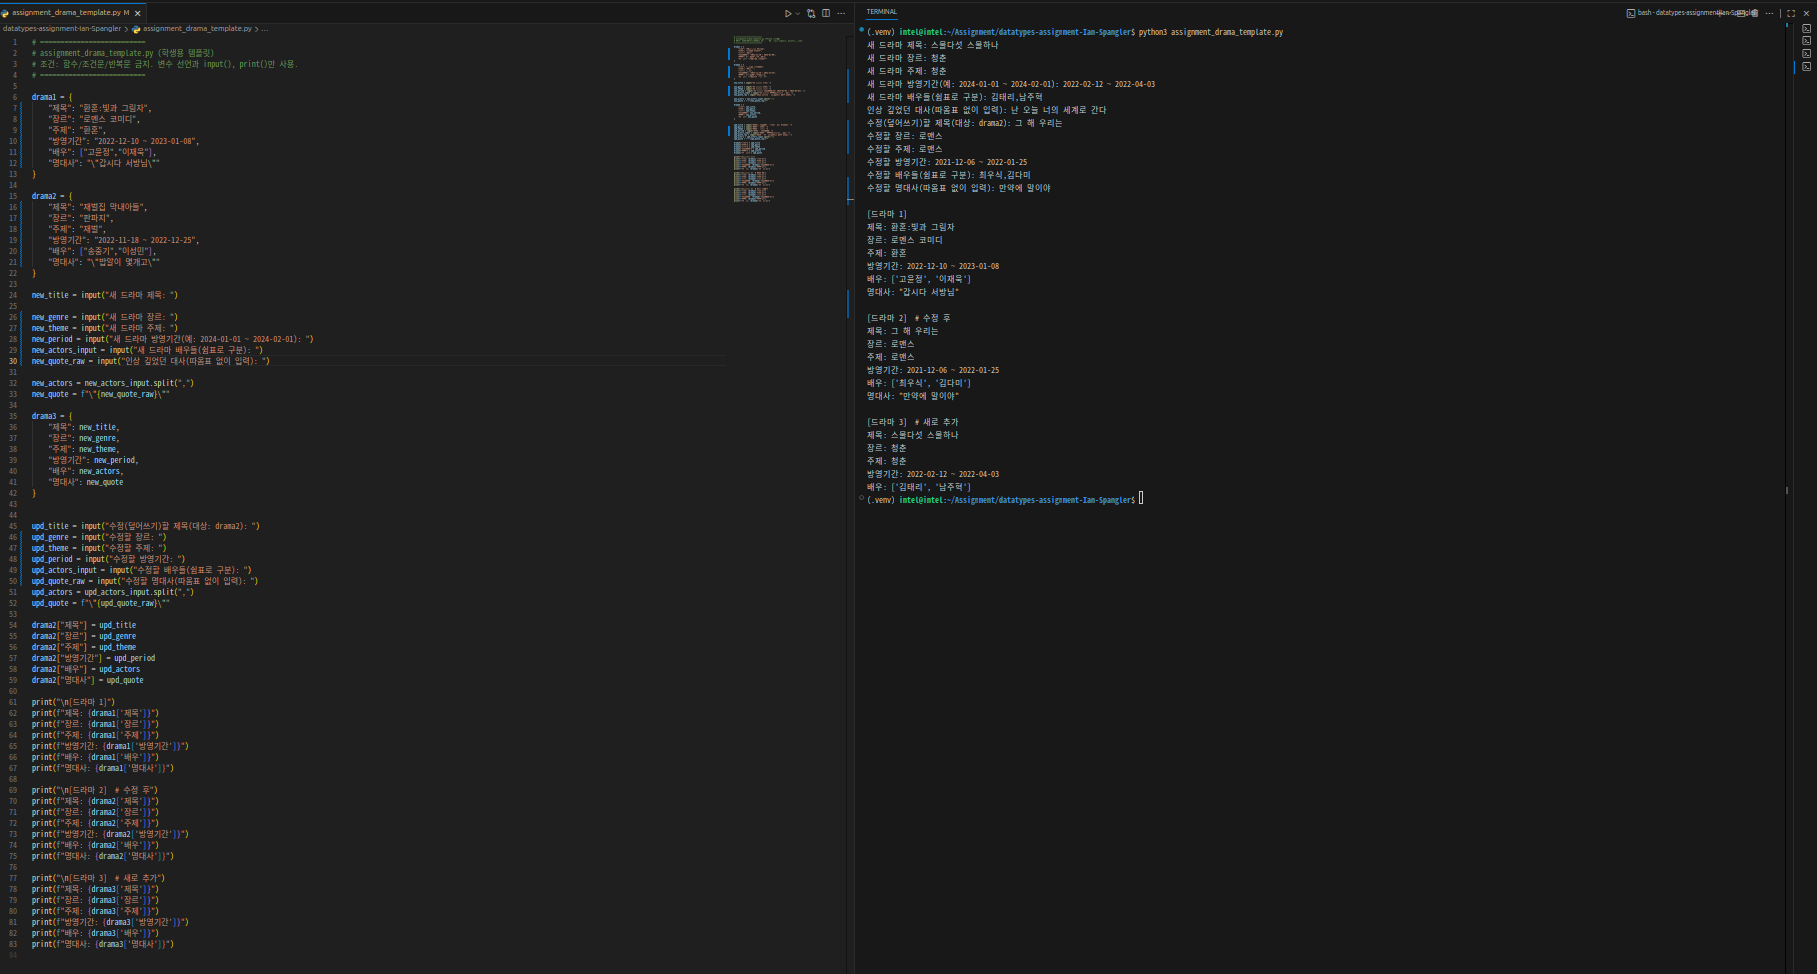 assignment_drama_template.py M
datatypes-assignment-Ian-Spangler > assignment_drama_template.py > ...
1 # ===========================
2 # assignment_drama_template.py (학생용 템플릿)
3 # 조건: 함수/조건문/반복문 금지. 변수 선언과 input(), print()만 사용.
4 # ===========================
5
6 drama1 = {
7 "제목": "환혼:빛과 그림자",
8 "장르": "로멘스 코미디",
9 "주제": "환혼",
10 "방영기간": "2022-12-10 ~ 2023-01-08",
11 "배우": ["고윤정","이재욱"],
12 "명대사": "\"갑시다 서방님\""
13 }
14
15 drama2 = {
16 "제목": "재벌집 막내아들",
17 "장르": "판파지",
18 "주제": "재벌",
19 "방영기간": "2022-11-18 ~ 2022-12-25",
20 "배우": ["송중기","이성민"],
21 "명대사": "\"밥알이 몇개고\""
22 }
23
24 new_title = input("새 드라마 제목: ")
25
26 new_genre = input("새 드라마 장르: ")
27 new_theme = input("새 드라마 주제: ")
28 new_period = input("새 드라마 방영기간(예: 2024-01-01 ~ 2024-02-01): ")
29 new_actors_input = input("새 드라마 배우들(쉼표로 구분): ")
30 new_quote_raw = input("인상 깊었던 대사(따옴표 없이 입력): ")
31
32 new_actors = new_actors_input.split(",")
33 new_quote = f"\"{new_quote_raw}\""
34
35 drama3 = {
36 "제목": new_title,
37 "장르": new_genre,
38 "주제": new_theme,
39 "방영기간": new_period,
40 "배우": new_actors,
41 "명대사": new_quote
42 }
43
44
45 upd_title = input("수정(덮어쓰기)할 제목(대상: drama2): ")
46 upd_genre = input("수정할 장르: ")
47 upd_theme = input("수정할 주제: ")
48 upd_period = input("수정할 방영기간: ")
49 upd_actors_input = input("수정할 배우들(쉼표로 구분): ")
50 upd_quote_raw = input("수정할 명대사(따옴표 없이 입력): ")
51 upd_actors = upd_actors_input.split(",")
52 upd_quote = f"\"{upd_quote_raw}\""
53
54 drama2["제목"] = upd_title
55 drama2["장르"] = upd_genre
56 drama2["주제"] = upd_theme
57 drama2["방영기간"] = upd_period
58 drama2["배우"] = upd_actors
59 drama2["명대사"] = upd_quote
60
61 print("\n[드라마 1]")
62 print(f"제목: {drama1['제목']}")
63 print(f"장르: {drama1['장르']}")
64 print(f"주제: {drama1['주제']}")
65 print(f"방영기간: {drama1['방영기간']}")
66 print(f"배우: {drama1['배우']}")
67 print(f"명대사: {drama1['명대사']}")
68
69 print("\n[드라마 2]  # 수정 후")
70 print(f"제목: {drama2['제목']}")
71 print(f"장르: {drama2['장르']}")
72 print(f"주제: {drama2['주제']}")
73 print(f"방영기간: {drama2['방영기간']}")
74 print(f"배우: {drama2['배우']}")
75 print(f"명대사: {drama2['명대사']}")
76
77 print("\n[드라마 3]  # 새로 추가")
78 print(f"제목: {drama3['제목']}")
79 print(f"장르: {drama3['장르']}")
80 print(f"주제: {drama3['주제']}")
81 print(f"방영기간: {drama3['방영기간']}")
82 print(f"배우: {drama3['배우']}")
83 print(f"명대사: {drama3['명대사']}")
84
TERMINAL
bash - datatypes-assignment-Ian-Spangler
(.venv) intel@intel:~/Assignment/datatypes-assignment-Ian-Spangler$ python3 assignment_drama_template.py
새 드라마 제목: 스물다섯 스물하나
새 드라마 장르: 청춘
새 드라마 주제: 청춘
새 드라마 방영기간(예: 2024-01-01 ~ 2024-02-01): 2022-02-12 ~ 2022-04-03
새 드라마 배우들(쉼표로 구분): 김태리,남주혁
인상 깊었던 대사(따옴표 없이 입력): 난 오늘 너의 세계로 간다
수정(덮어쓰기)할 제목(대상: drama2): 그 해 우리는
수정할 장르: 로맨스
수정할 주제: 로맨스
수정할 방영기간: 2021-12-06 ~ 2022-01-25
수정할 배우들(쉼표로 구분): 최우식,김다미
수정할 명대사(따옴표 없이 입력): 만약에 말이야
[드라마 1]
제목: 환혼:빛과 그림자
장르: 로멘스 코미디
주제: 환혼
방영기간: 2022-12-10 ~ 2023-01-08
배우: ['고윤정', '이재욱']
명대사: "갑시다 서방님"
[드라마 2]  # 수정 후
제목: 그 해 우리는
장르: 로맨스
주제: 로맨스
방영기간: 2021-12-06 ~ 2022-01-25
배우: ['최우식', '김다미']
명대사: "만약에 말이야"
[드라마 3]  # 새로 추가
제목: 스물다섯 스물하나
장르: 청춘
주제: 청춘
방영기간: 2022-02-12 ~ 2022-04-03
배우: ['김태리', '남주혁']
(.venv) intel@intel:~/Assignment/datatypes-assignment-Ian-Spangler$